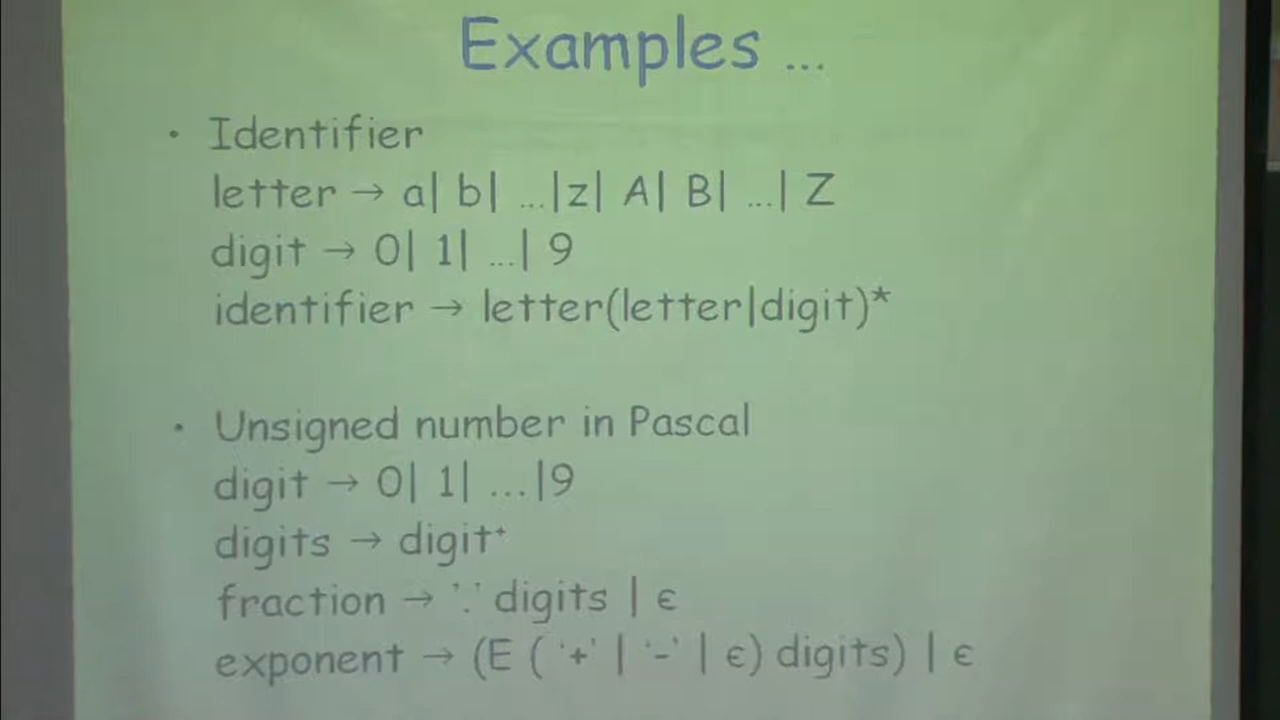 Examples ...
• Identifier
letter → a| b| ...|z| A| B| ...| Z
digit → 0| 1| ...| 9
identifier → letter(letter|digit)*
• Unsigned number in Pascal
digit → 0| 1| ...|9
digits → digit⁺
fraction → '.' digits | є
exponent → (E ( '+' | '-' | є) digits) | є